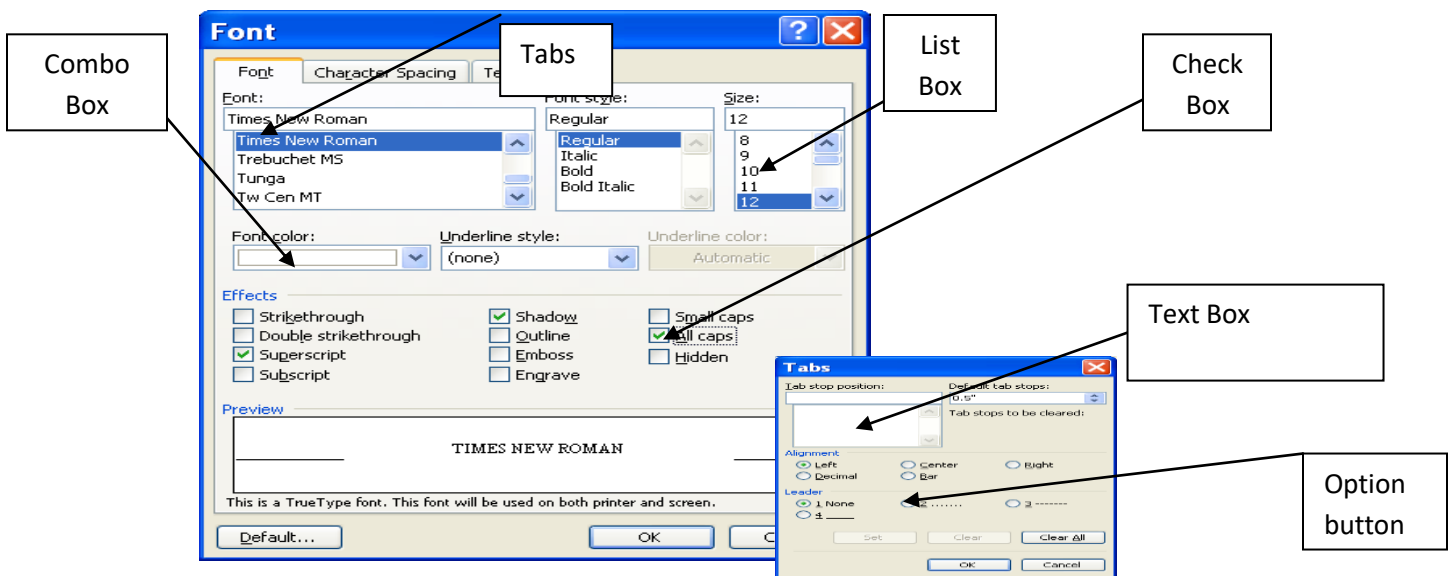 Combo
Box
Tabs
List
Box
Check
Box
Text Box
Option
button
Font
Font Character Spacing
Font: Font style: Size:
Times New Roman Regular 12
Times New Roman Regular 8
Trebuchet MS Italic 9
Tunga Bold 10
Tw Cen MT Bold Italic 11
12
Font color: Underline style: Underline color:
(none) Automatic
Effects
Strikethrough Shadow Small caps
Double strikethrough Outline All caps
Superscript Emboss Hidden
Subscript Engrave
Preview
TIMES NEW ROMAN
This is a TrueType font. This font will be used on both printer and screen.
Default... OK
Tabs
Tab stop position: Default tab stops:
0.5"
Tab stops to be cleared:
Alignment
Left Center Right
Decimal Bar
Leader
1 None 2 ....... 3 -------
4 ____
Set Clear Clear All
OK Cancel